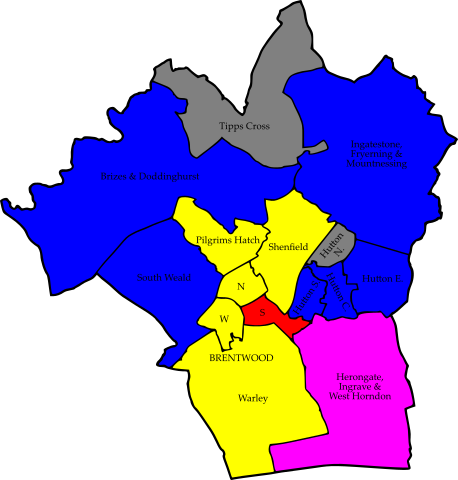 Tipps Cross
Ingatestone,
Fryerning &
Mountnessing
Brizes & Doddinghurst
Pilgrims Hatch
Shenfield
Hutton
N.
South Weald
N
Hutton S.
Hutton C.
Hutton E.
W
S
BRENTWOOD
Warley
Herongate,
Ingrave &
West Horndon